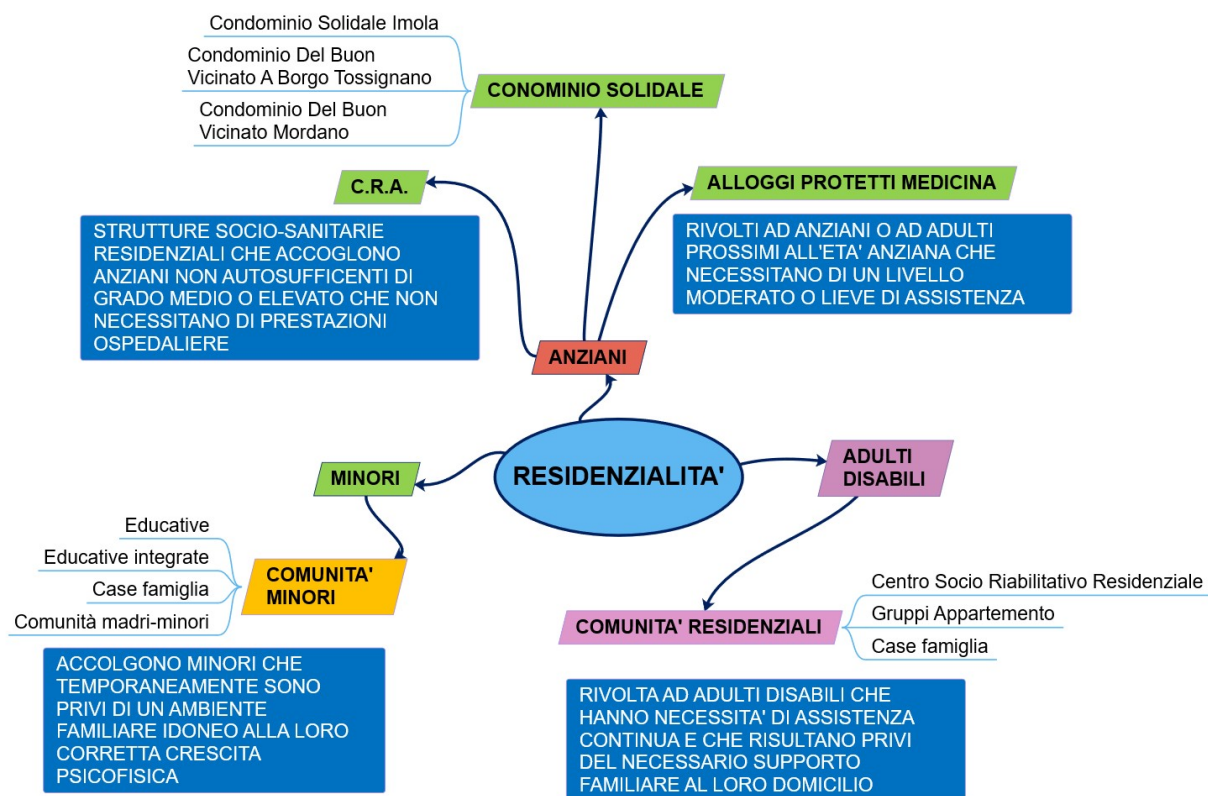 Condominio Solidale Imola
Condominio Del Buon
Vicinato A Borgo Tossignano
Condominio Del Buon
Vicinato Mordano
CONOMINIO SOLIDALE
C.R.A.
STRUTTURE SOCIO-SANITARIE
RESIDENZIALI CHE ACCOGLONO
ANZIANI NON AUTOSUFFICENTI DI
GRADO MEDIO O ELEVATO CHE NON
NECESSITANO DI PRESTAZIONI
OSPEDALIERE
ALLOGGI PROTETTI MEDICINA
RIVOLTI AD ANZIANI O AD ADULTI
PROSSIMI ALL'ETA' ANZIANA CHE
NECESSITANO DI UN LIVELLO
MODERATO O LIEVE DI ASSISTENZA
ANZIANI
RESIDENZIALITA'
MINORI
Educative
Educative integrate
Case famiglia
Comunità madri-minori
COMUNITA'
MINORI
ACCOLGONO MINORI CHE
TEMPORANEAMENTE SONO
PRIVI DI UN AMBIENTE
FAMILIARE IDONEO ALLA LORO
CORRETTA CRESCITA
PSICOFISICA
ADULTI
DISABILI
COMUNITA' RESIDENZIALI
Centro Socio Riabilitativo Residenziale
Gruppi Appartemento
Case famiglia
RIVOLTA AD ADULTI DISABILI CHE
HANNO NECESSITA' DI ASSISTENZA
CONTINUA E CHE RISULTANO PRIVI
DEL NECESSARIO SUPPORTO
FAMILIARE AL LORO DOMICILIO